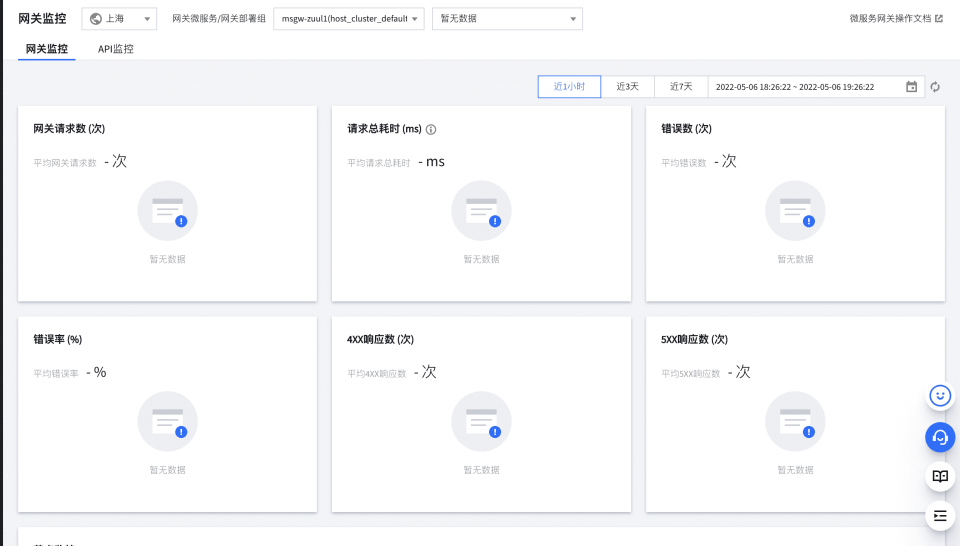 网关监控 上海 网关微服务/网关部署组 msgw-zuul1(host_cluster_default 暂无数据 微服务网关操作文档
网关监控 API监控
近1小时 近3天 近7天 2022-05-06 18:26:22 ~ 2022-05-06 19:26:22
网关请求数 (次) 请求总耗时 (ms) 错误数 (次)
平均网关请求数 - 次 平均请求总耗时 - ms 平均错误数 - 次
暂无数据 暂无数据 暂无数据
错误率 (%) 4XX响应数 (次) 5XX响应数 (次)
平均错误率 - % 平均4XX响应数 - 次 平均5XX响应数 - 次
暂无数据 暂无数据 暂无数据